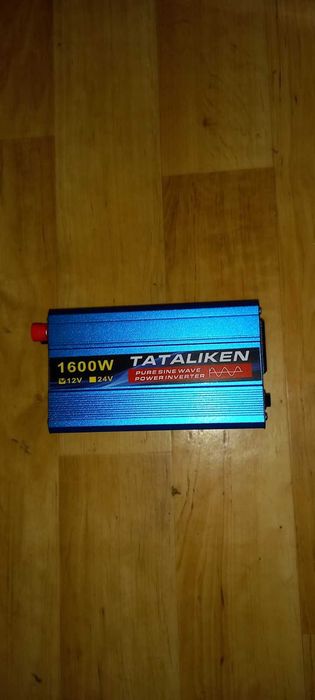 TATALIKEN
1600W
PURE SINE WAVE
POWER INVERTER
12V 24V